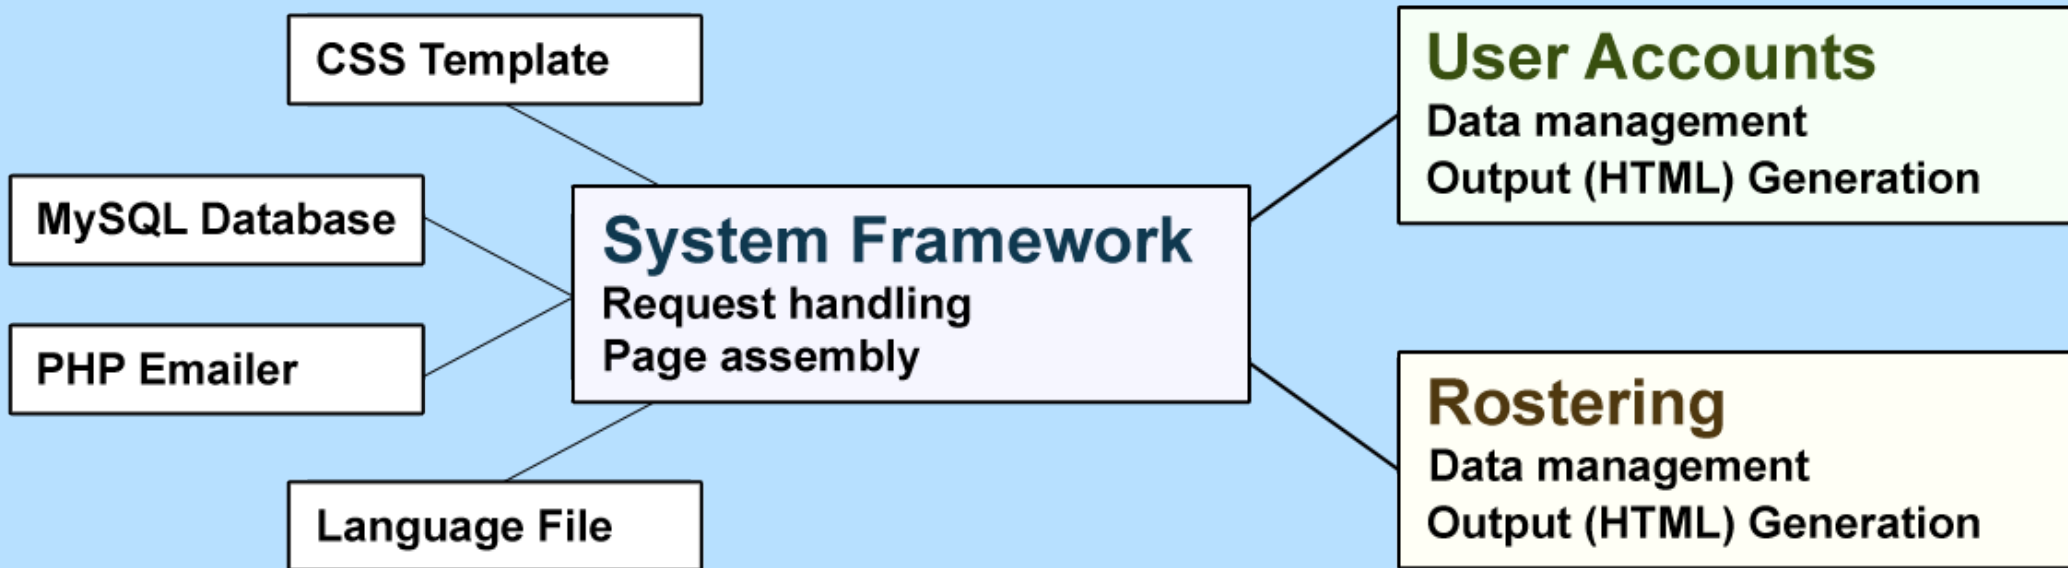 CSS Template
MySQL Database
PHP Emailer
Language File
System Framework
Request handling
Page assembly
User Accounts
Data management
Output (HTML) Generation
Rostering
Data management
Output (HTML) Generation